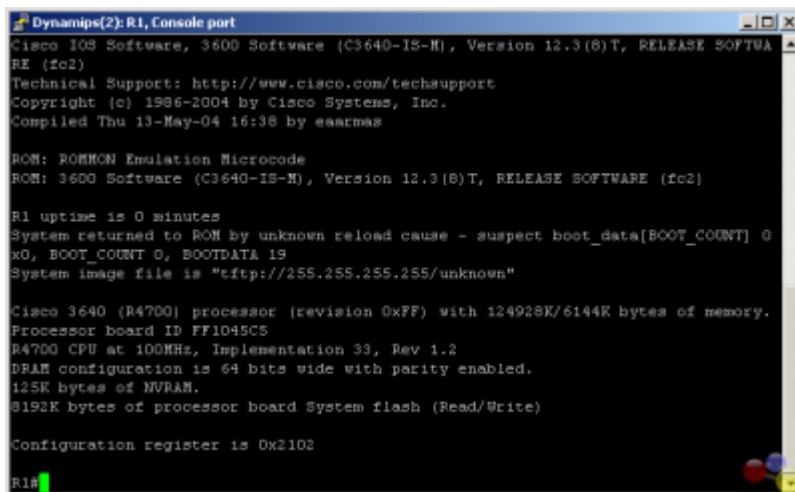 Dynamips(2): R1, Console port
Cisco IOS Software, 3600 Software (C3640-IS-M), Version 12.3(8)T, RELEASE SOFTWA
RE (fc2)
Technical Support: http://www.cisco.com/techsupport
Copyright (c) 1986-2004 by Cisco Systems, Inc.
Compiled Thu 13-May-04 16:38 by eaarmas
ROM: ROMMON Emulation Microcode
ROM: 3600 Software (C3640-IS-M), Version 12.3(8)T, RELEASE SOFTWARE (fc2)
R1 uptime is 0 minutes
System returned to ROM by unknown reload cause - suspect boot_data[BOOT_COUNT] 0
x0, BOOT_COUNT 0, BOOTDATA 19
System image file is "tftp://255.255.255.255/unknown"
Cisco 3640 (R4700) processor (revision 0xFF) with 124928K/6144K bytes of memory.
Processor board ID FF1045C5
R4700 CPU at 100MHz, Implementation 33, Rev 1.2
DRAM configuration is 64 bits wide with parity enabled.
125K bytes of NVRAM.
8192K bytes of processor board System flash (Read/Write)
Configuration register is 0x2102
R1#